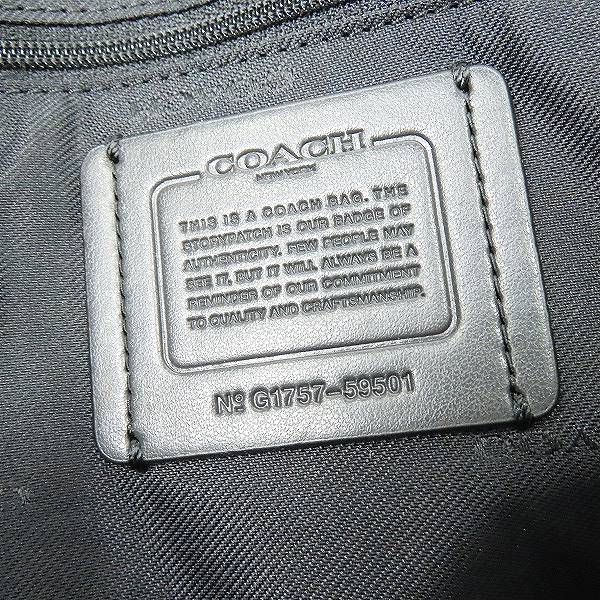 COACH
NEW YORK
THIS IS A COACH BAG. THE
STORYPATCH IS OUR BADGE OF
AUTHENTICITY. FEW PEOPLE MAY
SEE IT, BUT IT WILL ALWAYS BE A
REMINDER OF OUR COMMITMENT
TO QUALITY AND CRAFTSMANSHIP.
Nº G1757-59501